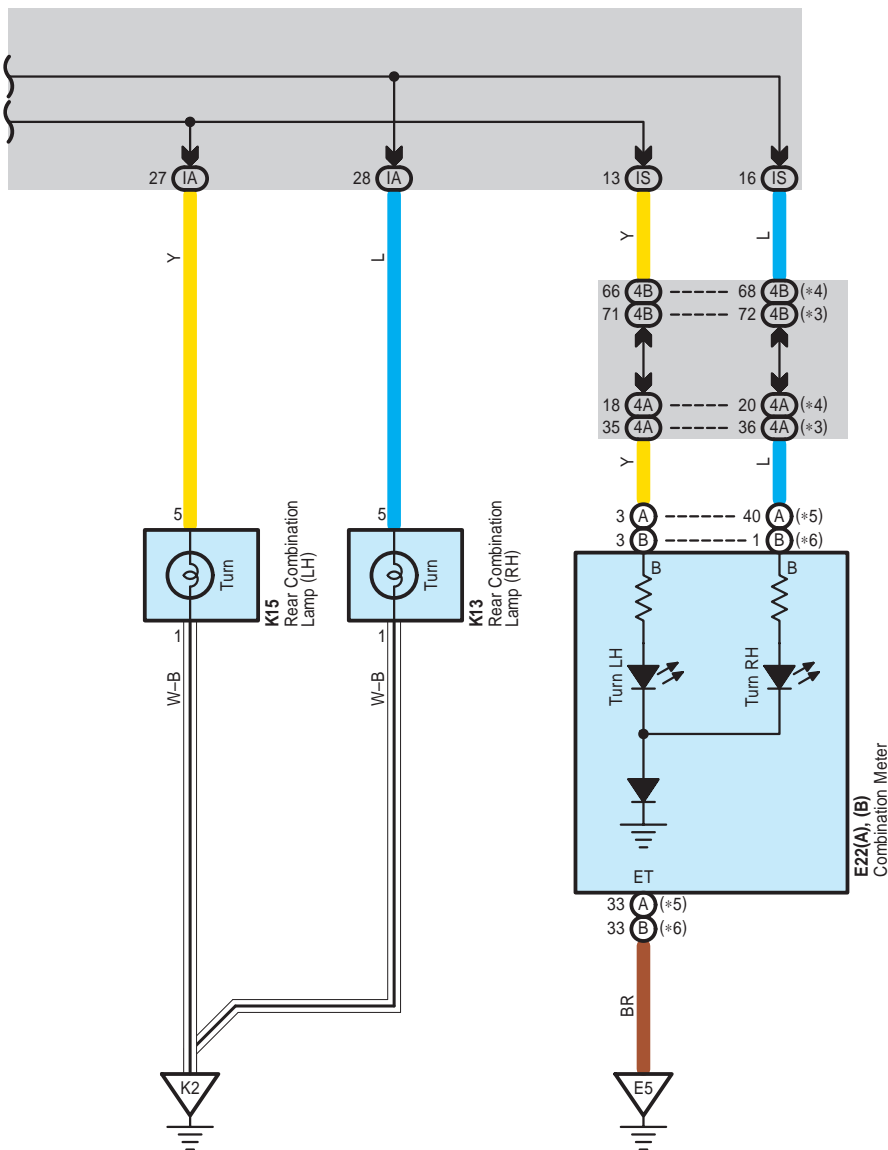 27 IA
28 IA
13 IS
16 IS
Y
L
Y
L
66 4B 68 4B (*4)
71 4B 72 4B (*3)
18 4A 20 4A (*4)
35 4A 36 4A (*3)
Y
L
3 A 40 A (*5)
3 B 1 B (*6)
5
Turn
K15
Rear Combination
Lamp (LH)
1
5
Turn
K13
Rear Combination
Lamp (RH)
1
B
B
Turn LH
Turn RH
E22(A), (B)
Combination Meter
W–B
W–B
ET
33 A (*5)
33 B (*6)
BR
K2
E5